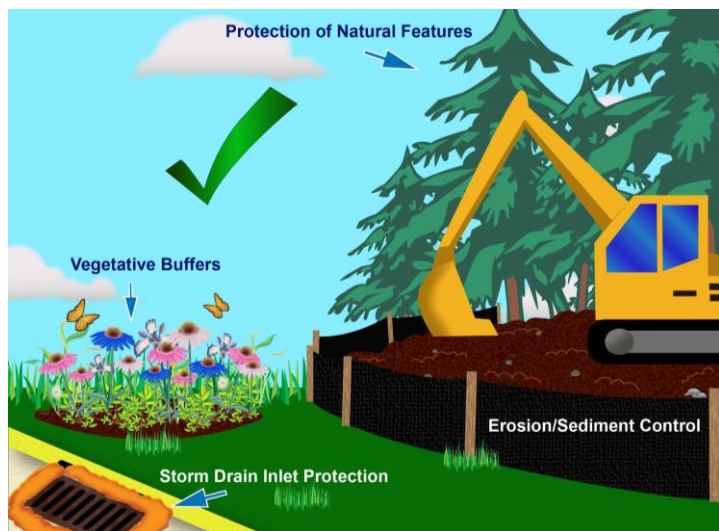 Protection of Natural Features
Vegetative Buffers
Erosion/Sediment Control
Storm Drain Inlet Protection